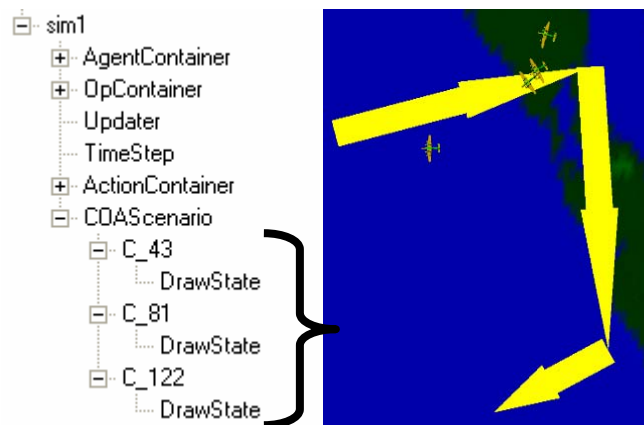 sim1
AgentContainer
OpContainer
Updater
TimeStep
ActionContainer
COAScenario
C_43
DrawState
C_81
DrawState
C_122
DrawState